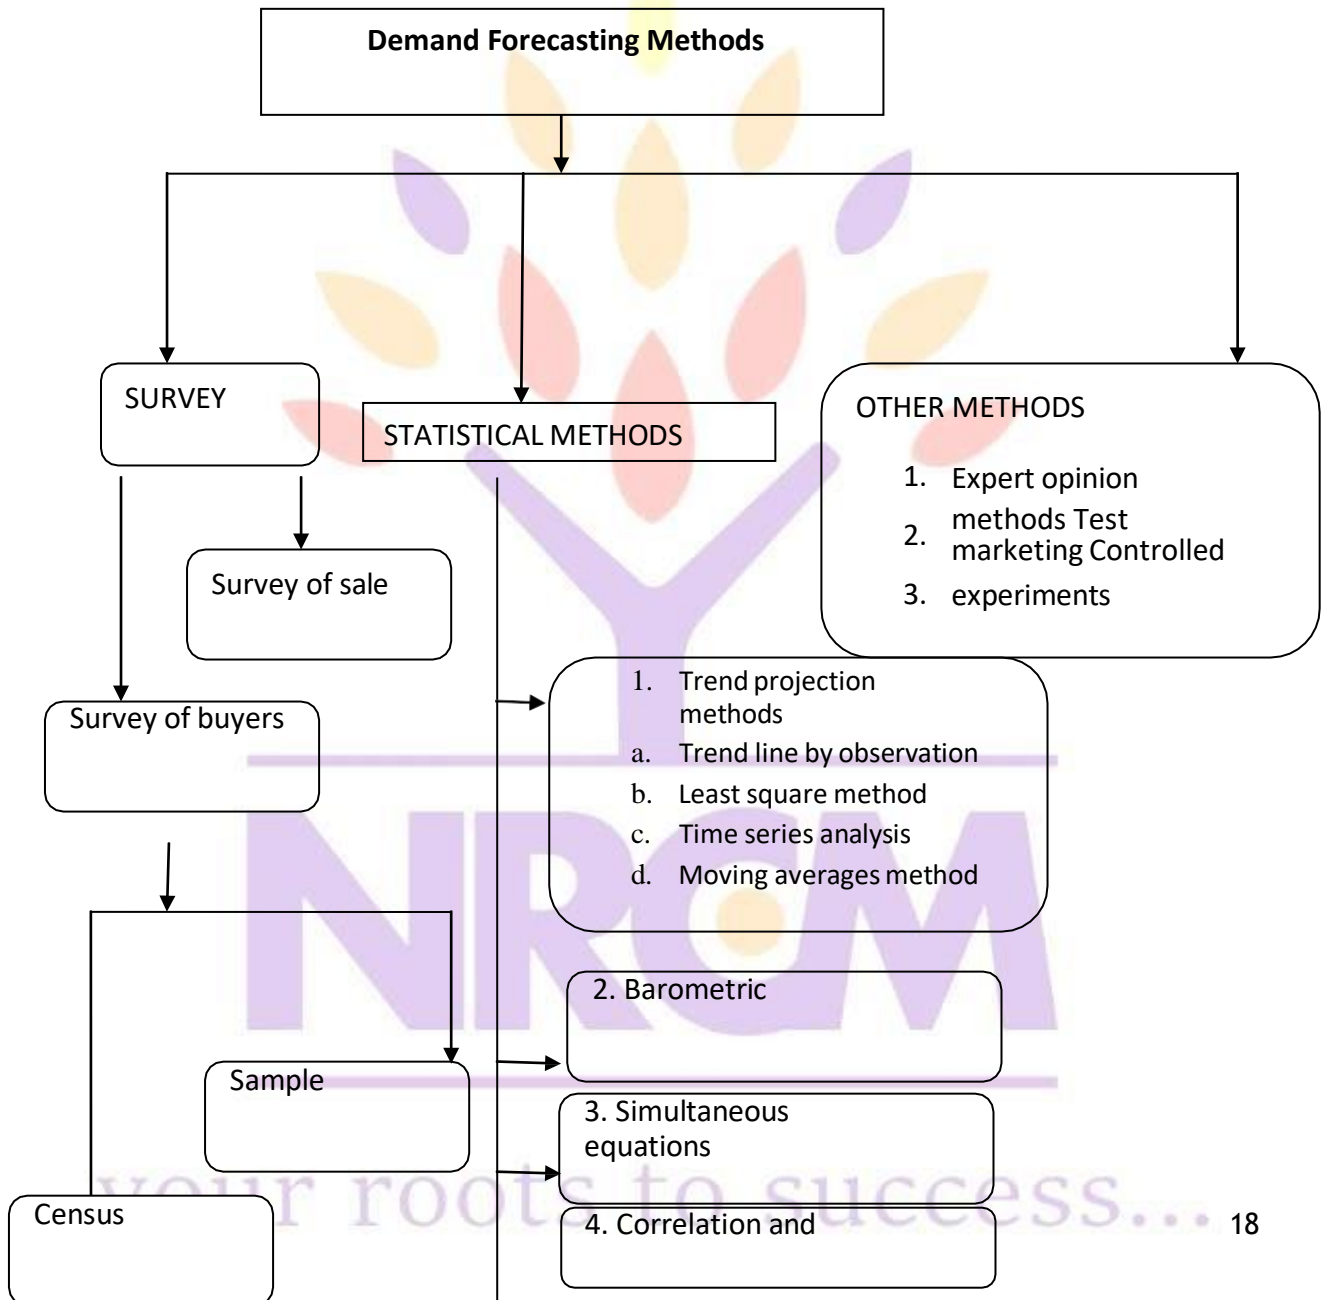 Demand Forecasting Methods
SURVEY
STATISTICAL METHODS
OTHER METHODS
1. Expert opinion
2. methods Test
marketing Controlled
3. experiments
Survey of sale
Survey of buyers
1. Trend projection
methods
a. Trend line by observation
b. Least square method
c. Time series analysis
d. Moving averages method
NRCM
2. Barometric
Sample
3. Simultaneous
equations
your roots to success...
Census
4. Correlation and
18